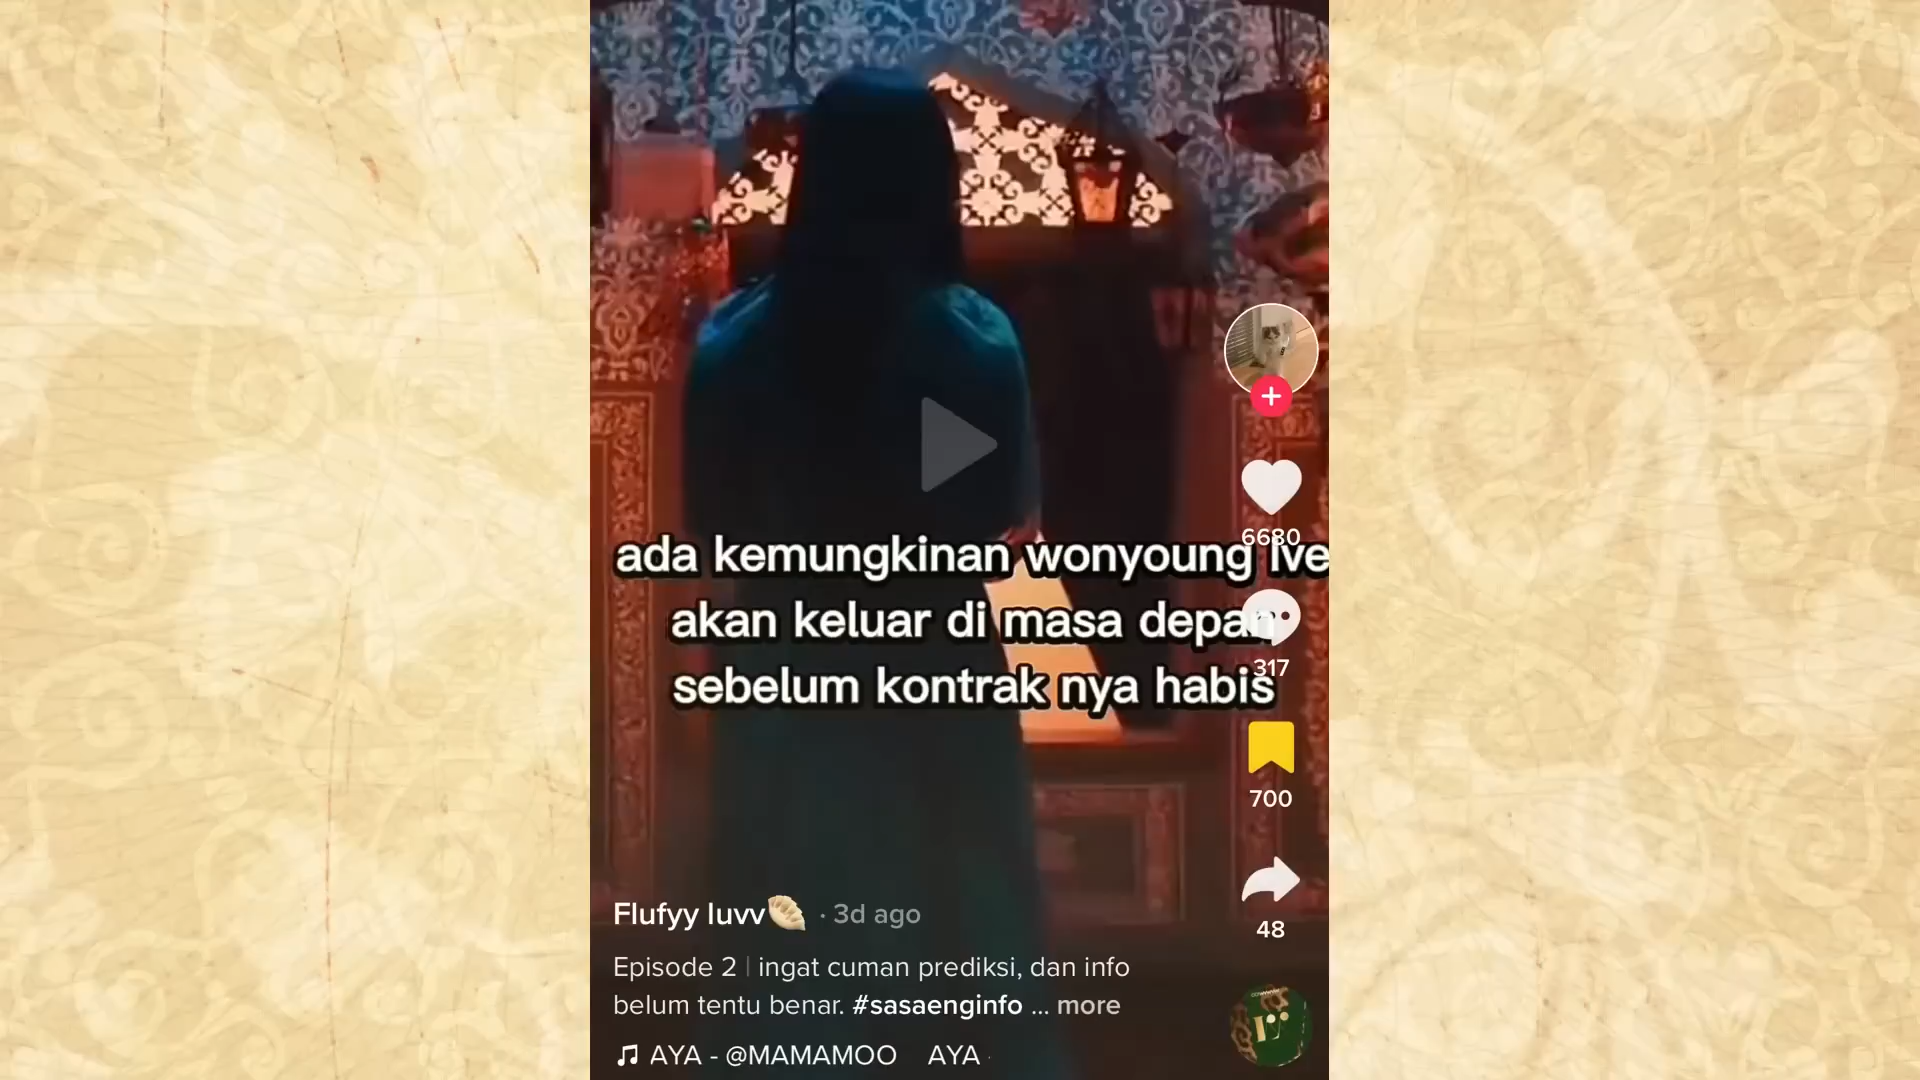 ada kemungkinan wonyoung Ive
akan keluar di masa depan
sebelum kontrak nya habis
6680
317
700
48
Flufyy luvv · 3d ago
Episode 2 | ingat cuman prediksi, dan info
belum tentu benar. #sasaenginfo ... more
AYA - @MAMAMOO AYA